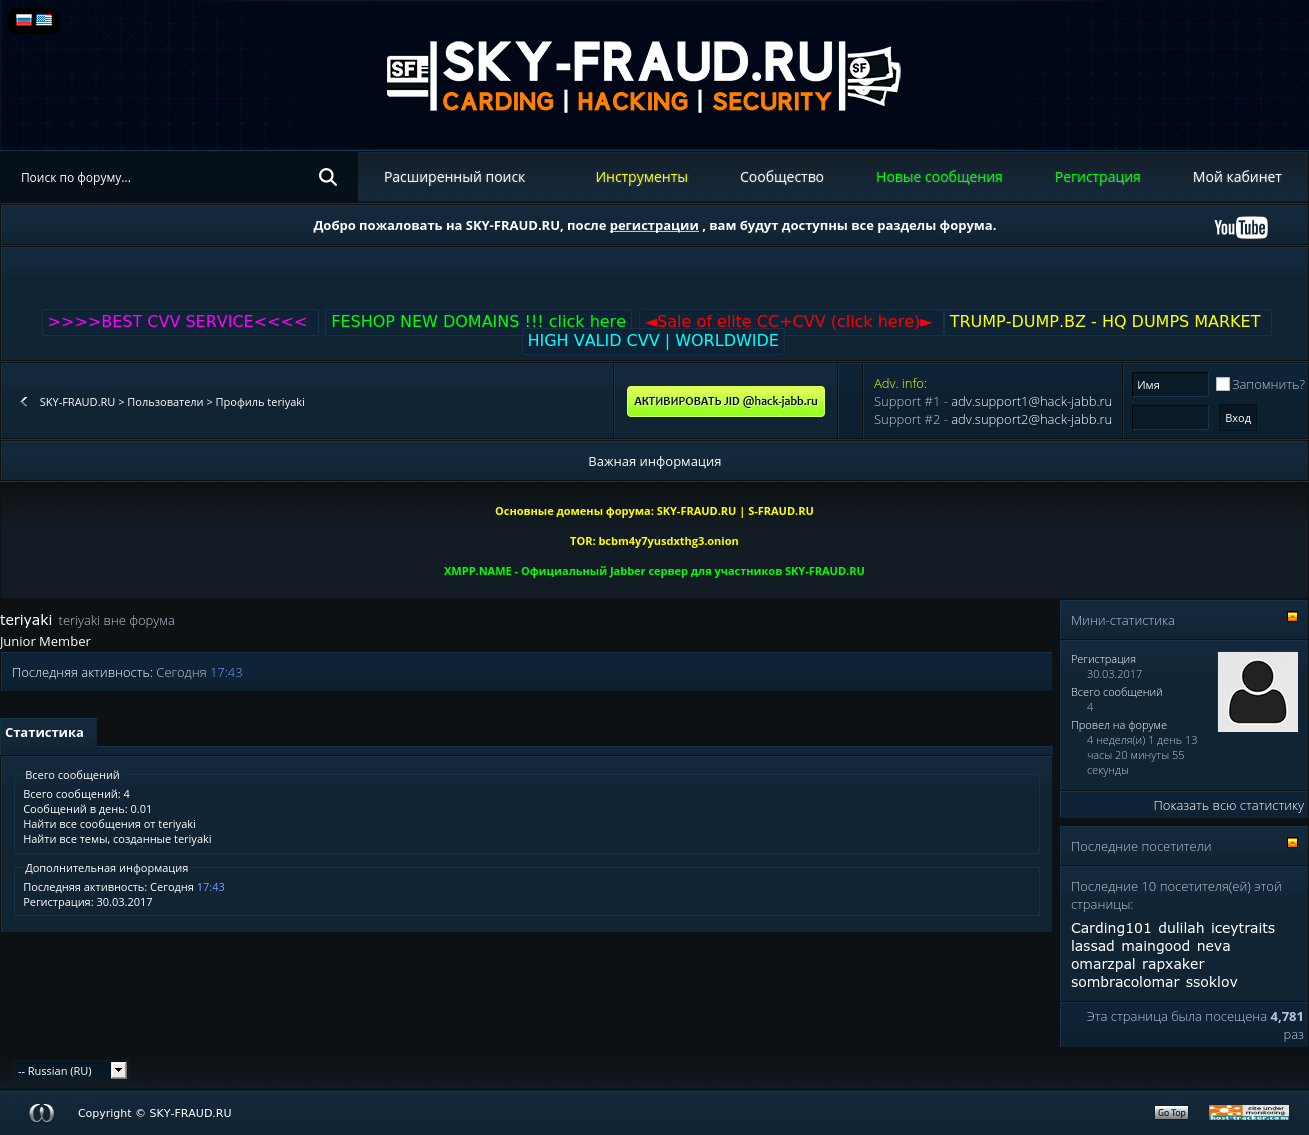 SFE
SKY-FRAUD.RU
SF
CARDING | HACKING | SECURITY
Поиск по форуму...
Расширенный поиск
Инструменты
Сообщество
Новые сообщения
Регистрация
Мой кабинет
Добро пожаловать на SKY-FRAUD.RU, после регистрации , вам будут доступны все разделы форума.
YouTube
>>>>BEST CVV SERVICE<<<<
FESHOP NEW DOMAINS !!! click here
◄Sale of elite CC+CVV (click here)►
TRUMP-DUMP.BZ - HQ DUMPS MARKET
HIGH VALID CVV | WORLDWIDE
SKY-FRAUD.RU > Пользователи > Профиль teriyaki
АКТИВИРОВАТЬ JID @hack-jabb.ru
Adv. info:
Support #1 - adv.support1@hack-jabb.ru
Support #2 - adv.support2@hack-jabb.ru
Имя
Запомнить?
Вход
Важная информация
Основные домены форума: SKY-FRAUD.RU | S-FRAUD.RU
TOR: bcbm4y7yusdxthg3.onion
XMPP.NAME - Официальный Jabber сервер для участников SKY-FRAUD.RU
teriyaki teriyaki вне форума
Junior Member
Последняя активность: Сегодня 17:43
Статистика
Всего сообщений
Всего сообщений: 4
Сообщений в день: 0.01
Найти все сообщения от teriyaki
Найти все темы, созданные teriyaki
Дополнительная информация
Последняя активность: Сегодня 17:43
Регистрация: 30.03.2017
Мини-статистика
Регистрация
30.03.2017
Всего сообщений
4
Провел на форуме
4 неделя(и) 1 день 13
часы 20 минуты 55
секунды
Показать всю статистику
Последние посетители
Последние 10 посетителя(ей) этой
страницы:
Carding101 dulilah iceytraits
lassad maingood neva
omarzpal rapxaker
sombracolomar ssoklov
Эта страница была посещена 4,781
раз
-- Russian (RU)
Copyright © SKY-FRAUD.RU
Go Top
site under
monitoring
host-tracker.com